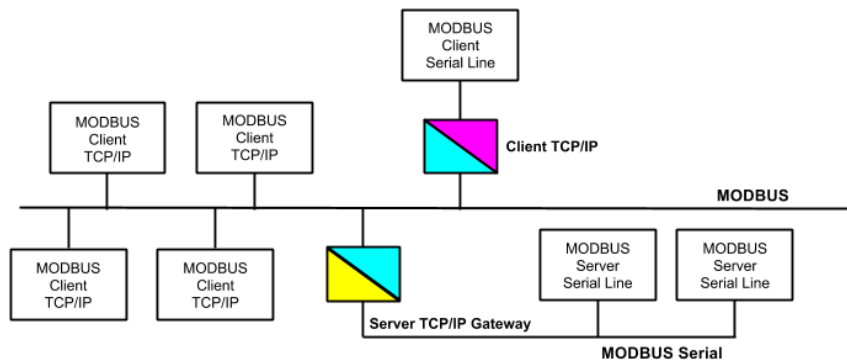 MODBUS
Client
Serial Line
MODBUS
Client
TCP/IP
MODBUS
Client
TCP/IP
Client TCP/IP
MODBUS
MODBUS
Client
TCP/IP
MODBUS
Client
TCP/IP
MODBUS
Server
Serial Line
MODBUS
Server
Serial Line
Server TCP/IP Gateway
MODBUS Serial